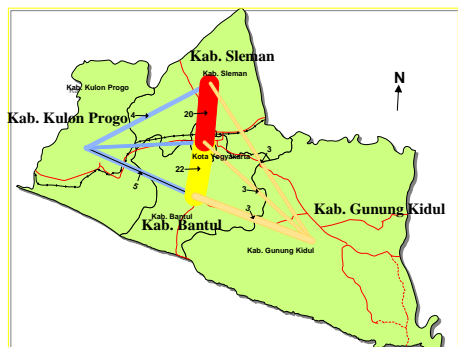 Kab. Sleman
Kab. Sleman
N
Kab. Kulon Progo
Kab. Kulon Progo
4
20
13
3
Kota Yogyakarta
22
5
3
3
Kab. Bantul
Kab. Bantul
Kab. Gunung Kidul
Kab. Gunung Kidul